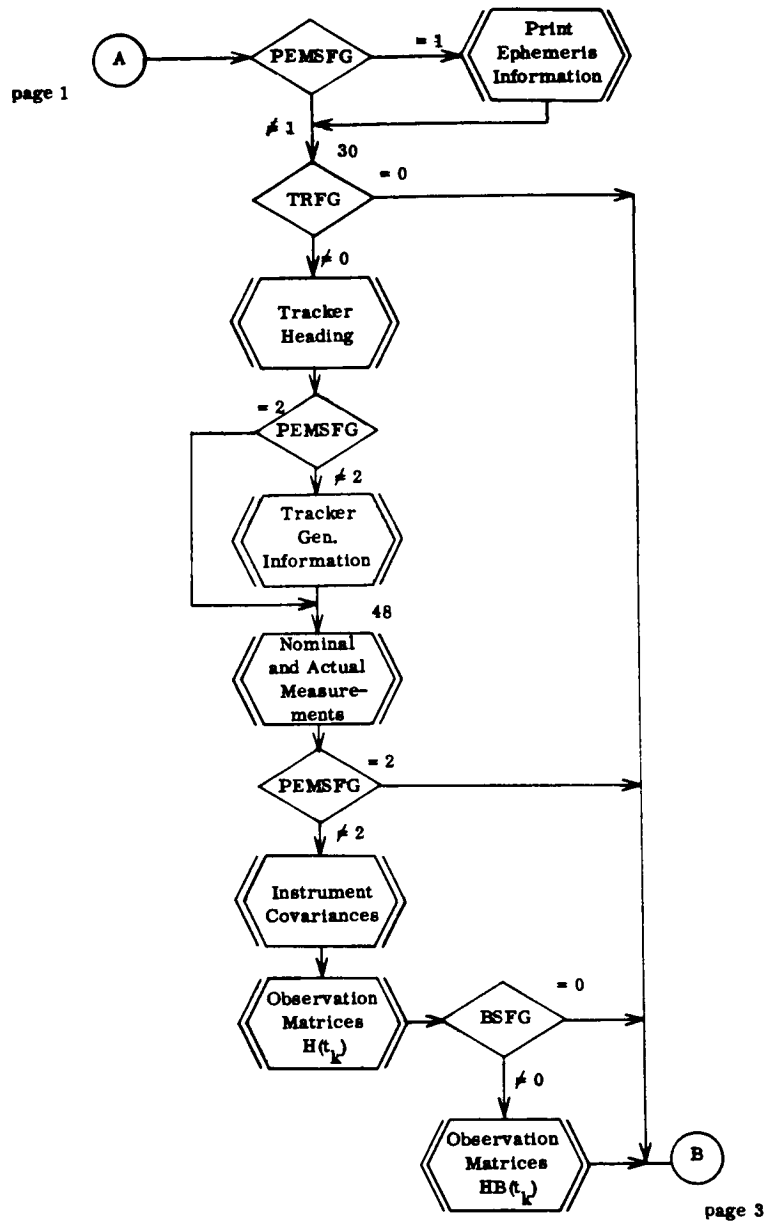 A
page 1
PEMSFG
= 1
Print
Ephemeris
Information
≠ 1
30
TRFG
= 0
≠ 0
Tracker
Heading
= 2
PEMSFG
≠ 2
Tracker
Gen.
Information
48
Nominal
and Actual
Measure-
ments
PEMSFG
= 2
≠ 2
Instrument
Covariances
Observation
Matrices
H(t_k)
BSFG
= 0
≠ 0
Observation
Matrices
HB(t_k)
B
page 3